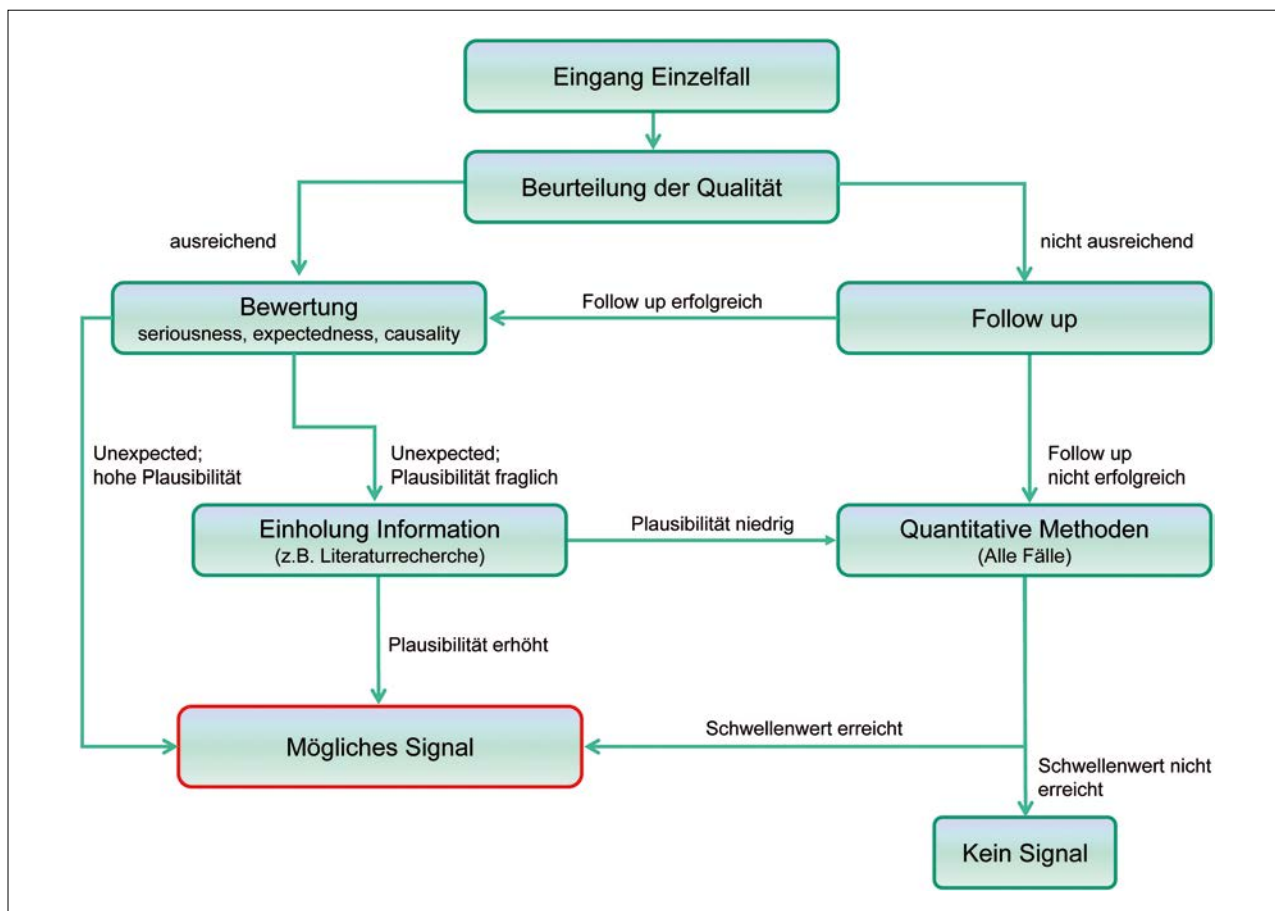 Eingang Einzelfall
Beurteilung der Qualität
ausreichend
nicht ausreichend
Bewertung
seriousness, expectedness, causality
Follow up erfolgreich
Follow up
Unexpected;
hohe Plausibilität
Unexpected;
Plausibilität fraglich
Follow up
nicht erfolgreich
Einholung Information
(z.B. Literaturrecherche)
Plausibilität niedrig
Quantitative Methoden
(Alle Fälle)
Plausibilität erhöht
Mögliches Signal
Schwellenwert erreicht
Schwellenwert nicht
erreicht
Kein Signal